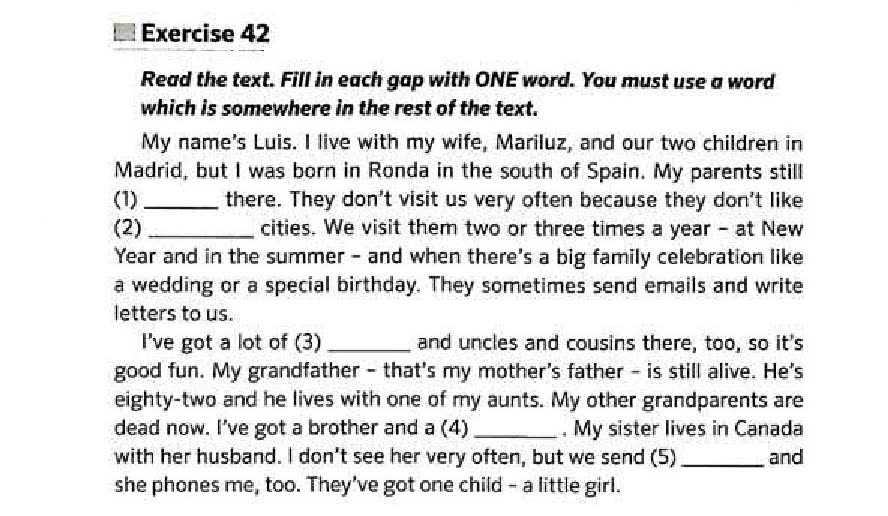 Exercise 42
Read the text. Fill in each gap with ONE word. You must use a word
which is somewhere in the rest of the text.
My name's Luis. I live with my wife, Mariluz, and our two children in
Madrid, but I was born in Ronda in the south of Spain. My parents still
(1) ________ there. They don't visit us very often because they don't like
(2) ___________ cities. We visit them two or three times a year – at New
Year and in the summer – and when there's a big family celebration like
a wedding or a special birthday. They sometimes send emails and write
letters to us.
I've got a lot of (3) _________ and uncles and cousins there, too, so it's
good fun. My grandfather – that's my mother's father – is still alive. He's
eighty-two and he lives with one of my aunts. My other grandparents are
dead now. I've got a brother and a (4) _________ . My sister lives in Canada
with her husband. I don't see her very often, but we send (5) _________ and
she phones me, too. They've got one child – a little girl.